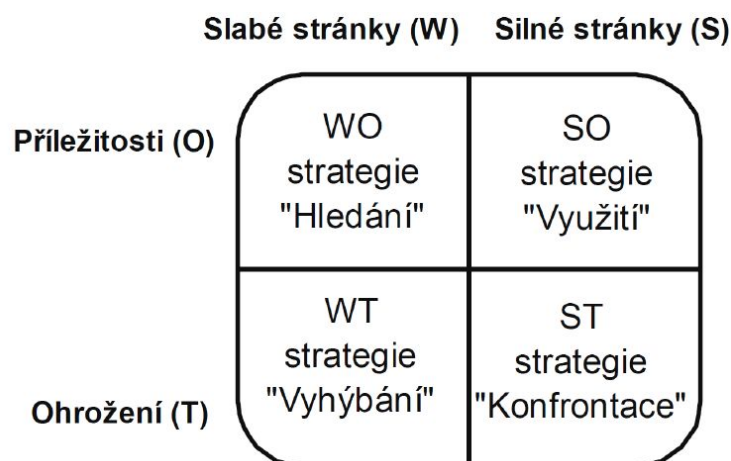 Slabé stránky (W) Silné stránky (S)
Příležitosti (O)
WO
strategie
"Hledání"
SO
strategie
"Využití"
Ohrožení (T)
WT
strategie
"Vyhýbání"
ST
strategie
"Konfrontace"